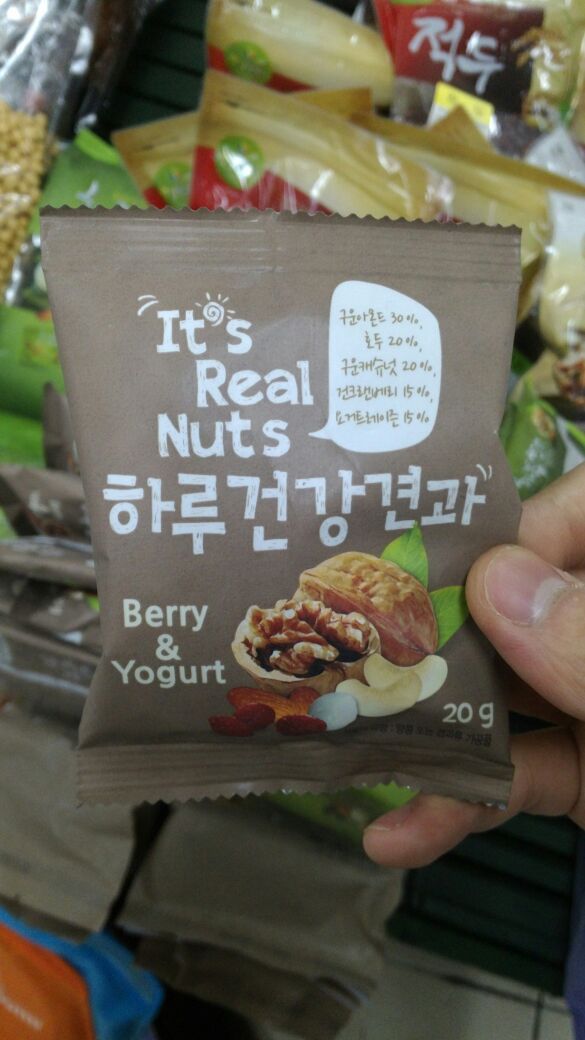 적두
It's
Real
Nuts
구운아몬드 30%,
호두 20%,
구운캐슈넛 20%,
건크랜베리 15%,
요거트레이즌 15%
하루건강견과
Berry
&
Yogurt
20 g